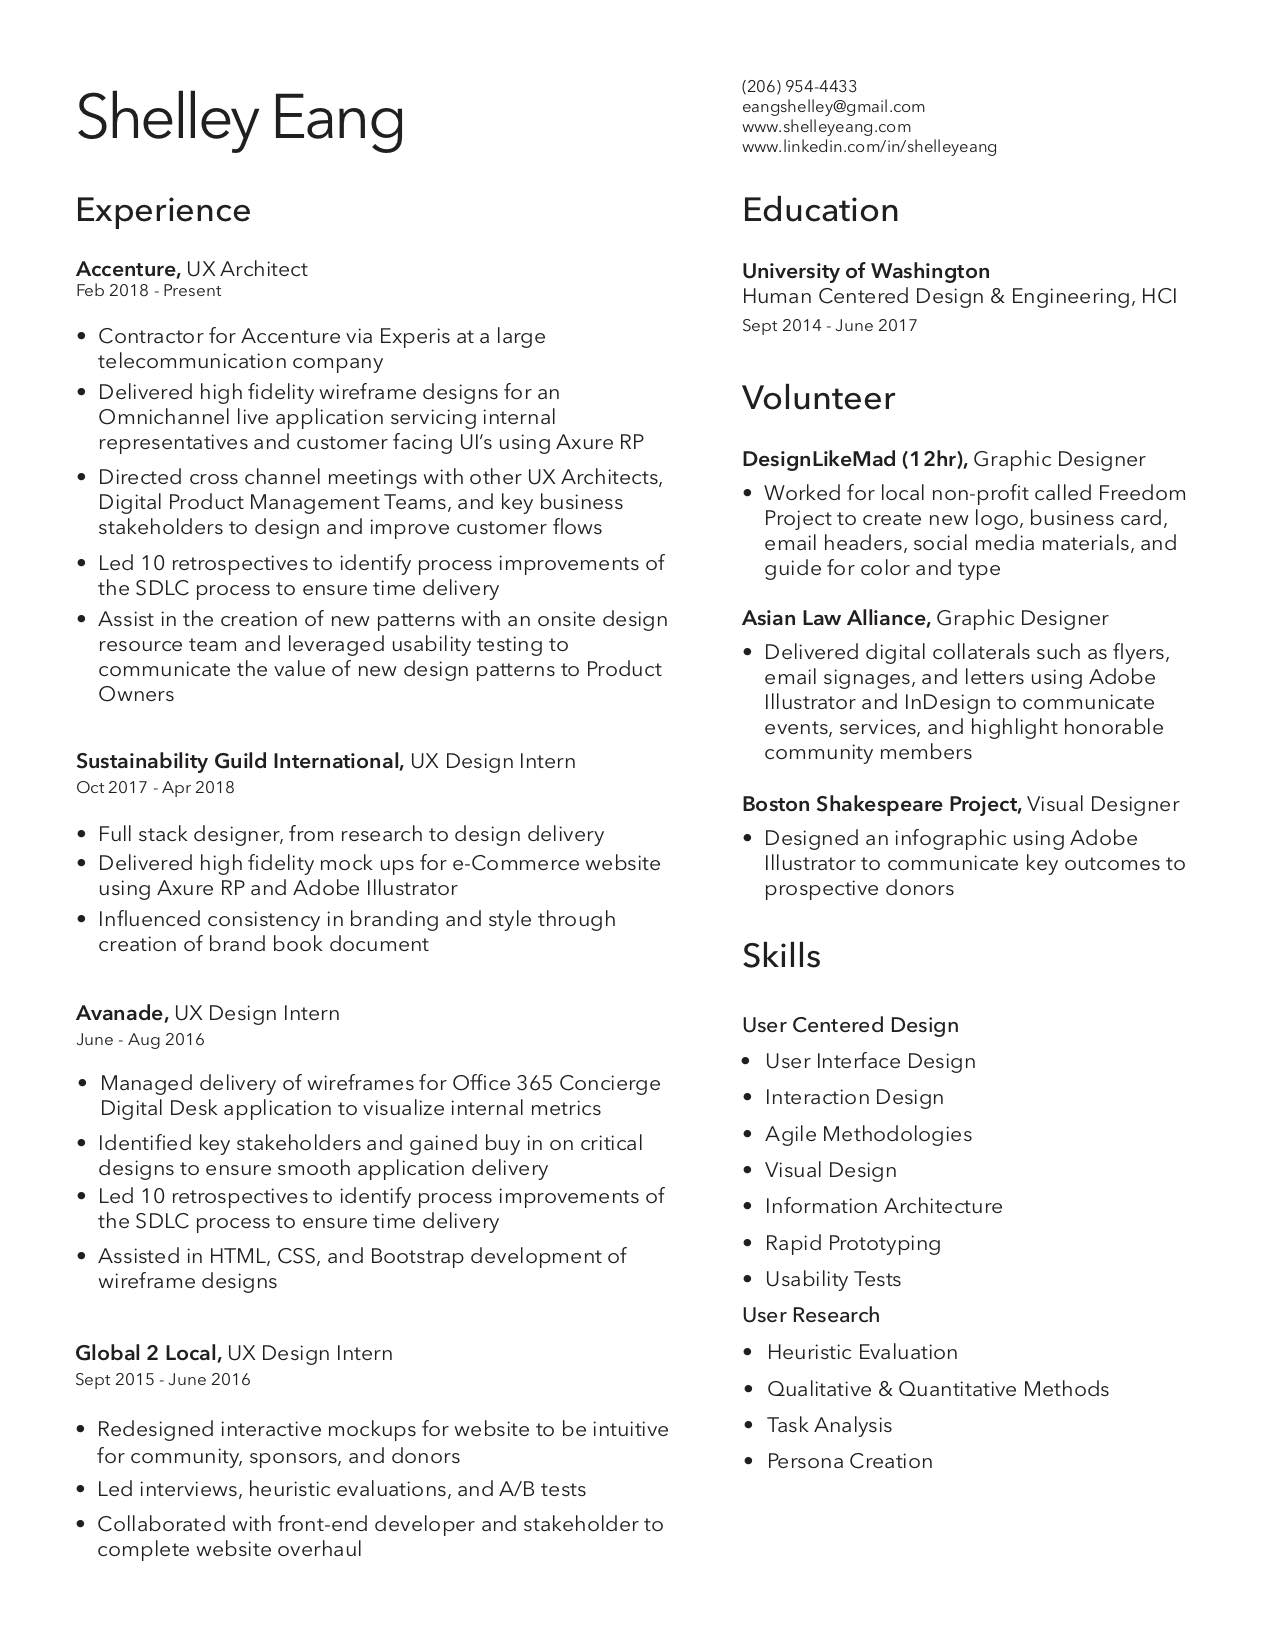 Shelley Eang
(206) 954-4433
eangshelley@gmail.com
www.shelleyeang.com
www.linkedin.com/in/shelleyeang
Experience
Accenture, UX Architect
Feb 2018 - Present
• Contractor for Accenture via Experis at a large
telecommunication company
• Delivered high fidelity wireframe designs for an
Omnichannel live application servicing internal
representatives and customer facing UI’s using Axure RP
• Directed cross channel meetings with other UX Architects,
Digital Product Management Teams, and key business
stakeholders to design and improve customer flows
• Led 10 retrospectives to identify process improvements of
the SDLC process to ensure time delivery
• Assist in the creation of new patterns with an onsite design
resource team and leveraged usability testing to
communicate the value of new design patterns to Product
Owners
Sustainability Guild International, UX Design Intern
Oct 2017 - Apr 2018
• Full stack designer, from research to design delivery
• Delivered high fidelity mock ups for e-Commerce website
using Axure RP and Adobe Illustrator
• Influenced consistency in branding and style through
creation of brand book document
Avanade, UX Design Intern
June - Aug 2016
• Managed delivery of wireframes for Office 365 Concierge
Digital Desk application to visualize internal metrics
• Identified key stakeholders and gained buy in on critical
designs to ensure smooth application delivery
• Led 10 retrospectives to identify process improvements of
the SDLC process to ensure time delivery
• Assisted in HTML, CSS, and Bootstrap development of
wireframe designs
Global 2 Local, UX Design Intern
Sept 2015 - June 2016
• Redesigned interactive mockups for website to be intuitive
for community, sponsors, and donors
• Led interviews, heuristic evaluations, and A/B tests
• Collaborated with front-end developer and stakeholder to
complete website overhaul
Education
University of Washington
Human Centered Design & Engineering, HCI
Sept 2014 - June 2017
Volunteer
DesignLikeMad (12hr), Graphic Designer
• Worked for local non-profit called Freedom
Project to create new logo, business card,
email headers, social media materials, and
guide for color and type
Asian Law Alliance, Graphic Designer
• Delivered digital collaterals such as flyers,
email signages, and letters using Adobe
Illustrator and InDesign to communicate
events, services, and highlight honorable
community members
Boston Shakespeare Project, Visual Designer
• Designed an infographic using Adobe
Illustrator to communicate key outcomes to
prospective donors
Skills
User Centered Design
• User Interface Design
• Interaction Design
• Agile Methodologies
• Visual Design
• Information Architecture
• Rapid Prototyping
• Usability Tests
User Research
• Heuristic Evaluation
• Qualitative & Quantitative Methods
• Task Analysis
• Persona Creation